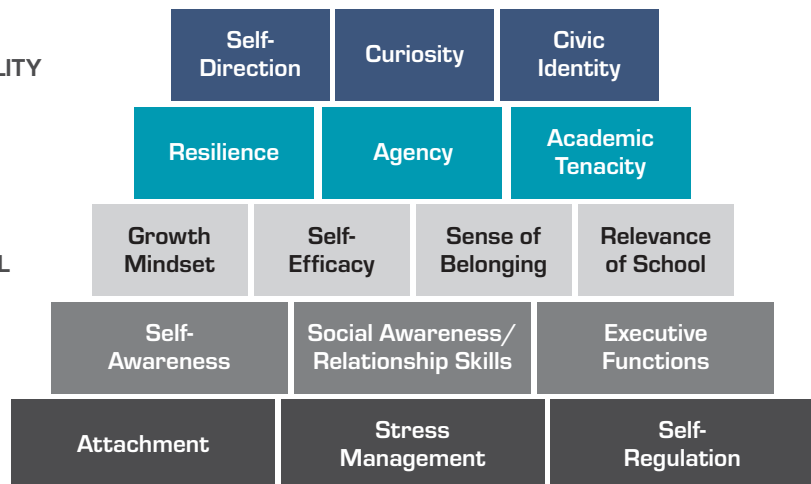 Self-
Direction
Curiosity
Civic
Identity
LITY
Resilience
Agency
Academic
Tenacity
Growth
Mindset
Self-
Efficacy
Sense of
Belonging
Relevance
of School
L
Self-
Awareness
Social Awareness/
Relationship Skills
Executive
Functions
Attachment
Stress
Management
Self-
Regulation